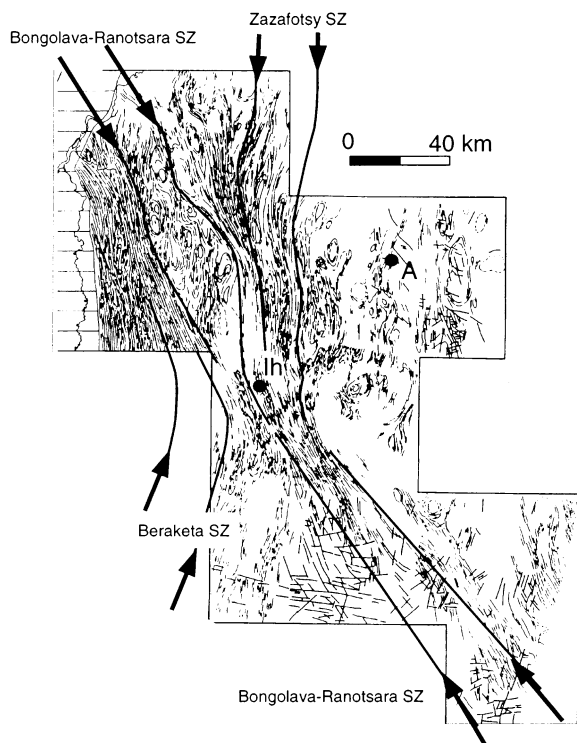 Zazafotsy SZ
Bongolava-Ranotsara SZ
0 40 km
A
Ih
Beraketa SZ
Bongolava-Ranotsara SZ